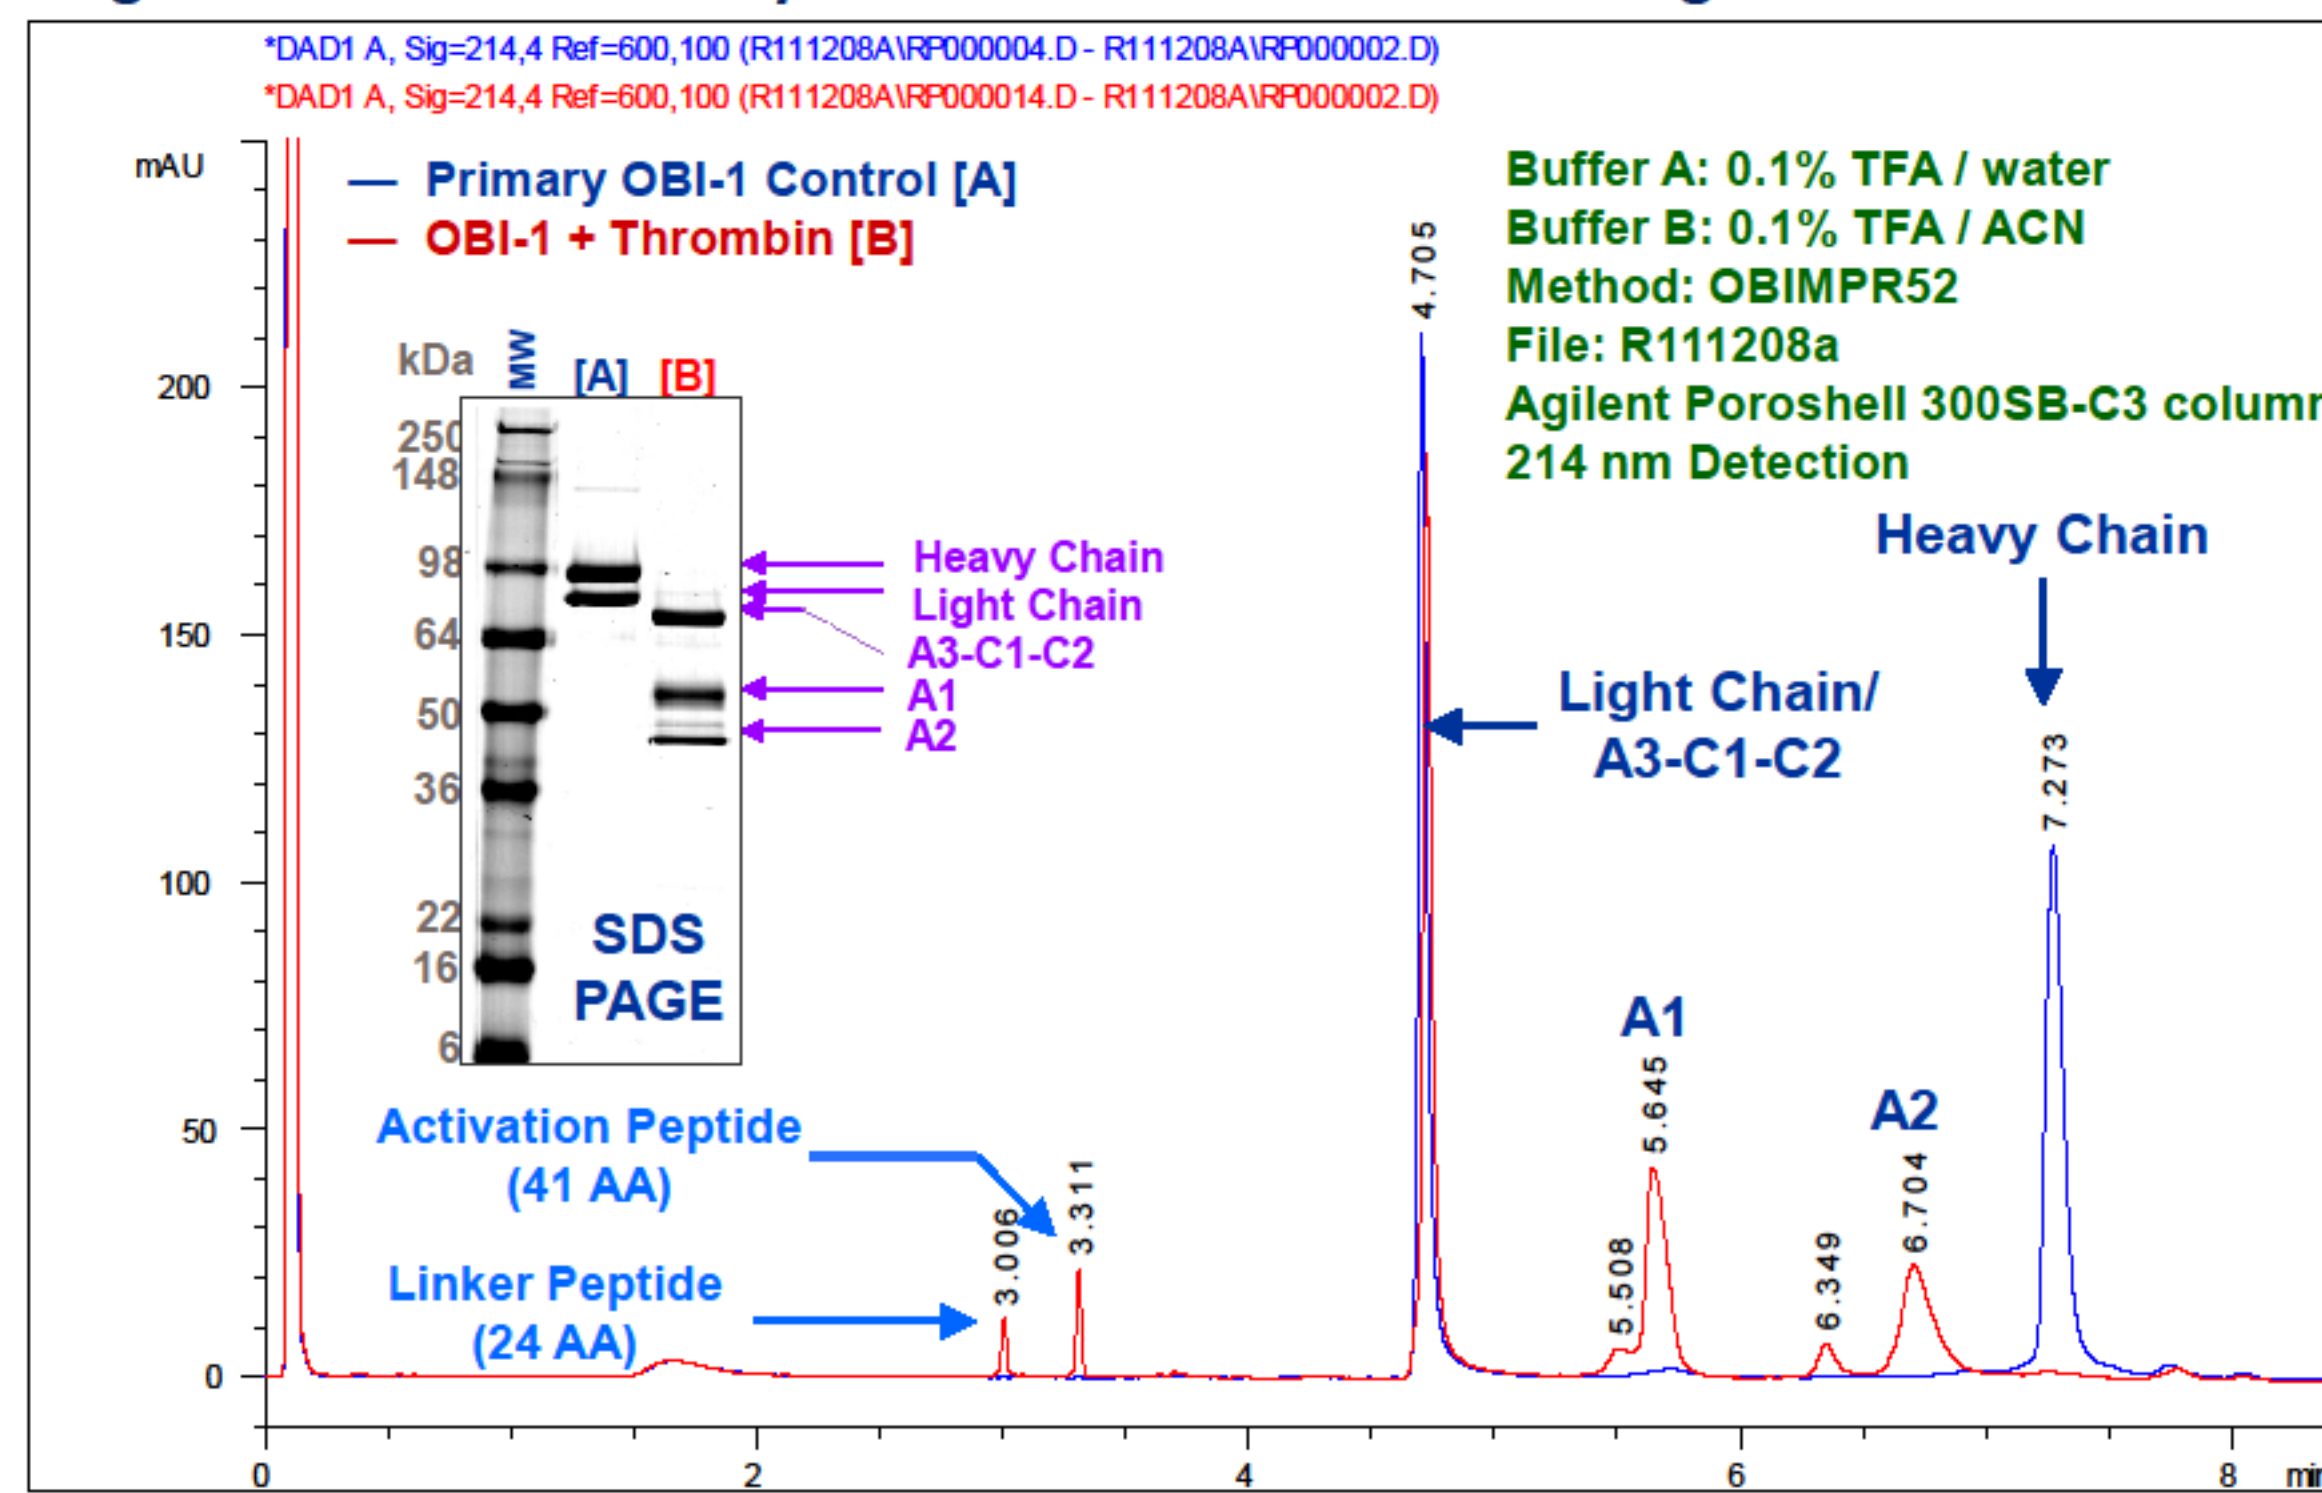 *DAD1 A, Sig=214,4 Ref=600,100 (R111208A\RP000004.D - R111208A\RP000002.D)
*DAD1 A, Sig=214,4 Ref=600,100 (R111208A\RP000014.D - R111208A\RP000002.D)
mAU
Primary OBI-1 Control [A]
OBI-1 + Thrombin [B]
Buffer A: 0.1% TFA / water
Buffer B: 0.1% TFA / ACN
Method: OBIMPR52
File: R111208a
Agilent Poroshell 300SB-C3
214 nm Detection
200
150
100
50
0
kDa
MW
[A]
[B]
250
148
98
64
50
36
22
16
6
SDS
PAGE
Heavy Chain
Light Chain
A3-C1-C2
A1
A2
4.705
Light Chain/
A3-C1-C2
Heavy Chain
7.273
A1
5.645
5.508
A2
6.704
6.349
Activation Peptide
(41 AA)
3.311
Linker Peptide
(24 AA)
3.006
0
2
4
6
8